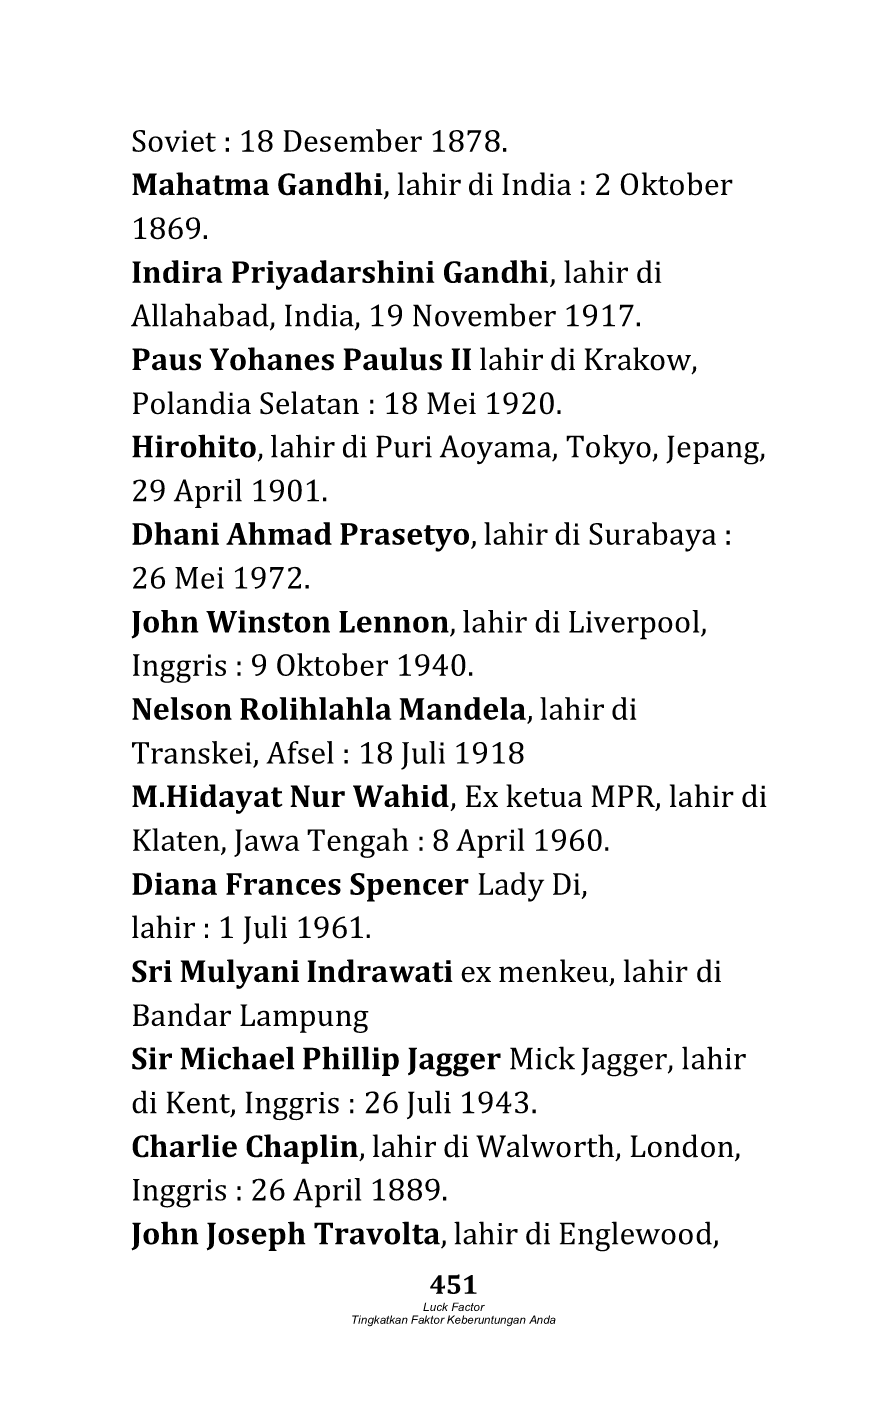 Soviet : 18 Desember 1878.
Mahatma Gandhi, lahir di India : 2 Oktober
1869.
Indira Priyadarshini Gandhi, lahir di
Allahabad, India, 19 November 1917.
Paus Yohanes Paulus II lahir di Krakow,
Polandia Selatan : 18 Mei 1920.
Hirohito, lahir di Puri Aoyama, Tokyo, Jepang,
29 April 1901.
Dhani Ahmad Prasetyo, lahir di Surabaya :
26 Mei 1972.
John Winston Lennon, lahir di Liverpool,
Inggris : 9 Oktober 1940.
Nelson Rolihlahla Mandela, lahir di
Transkei, Afsel : 18 Juli 1918
M.Hidayat Nur Wahid, Ex ketua MPR, lahir di
Klaten, Jawa Tengah : 8 April 1960.
Diana Frances Spencer Lady Di,
lahir : 1 Juli 1961.
Sri Mulyani Indrawati ex menkeu, lahir di
Bandar Lampung
Sir Michael Phillip Jagger Mick Jagger, lahir
di Kent, Inggris : 26 Juli 1943.
Charlie Chaplin, lahir di Walworth, London,
Inggris : 26 April 1889.
John Joseph Travolta, lahir di Englewood,
451
Luck Factor
Tingkatkan Faktor Keberuntungan Anda